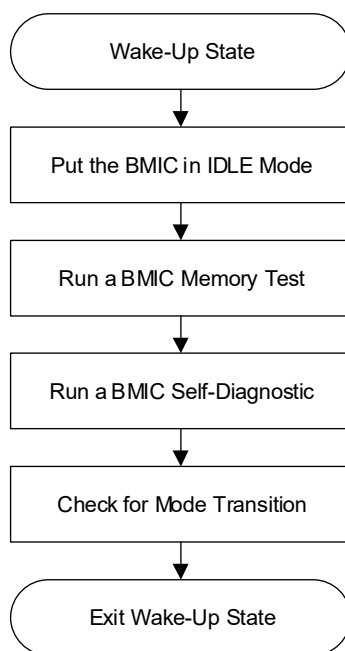 Wake-Up State
Put the BMIC in IDLE Mode
Run a BMIC Memory Test
Run a BMIC Self-Diagnostic
Check for Mode Transition
Exit Wake-Up State